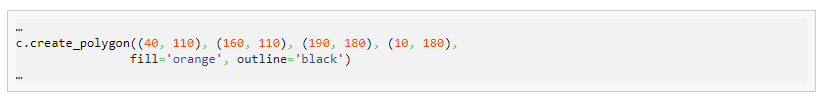 …
c.create_polygon((40, 110), (160, 110), (190, 180), (10, 180),
fill='orange', outline='black')
…